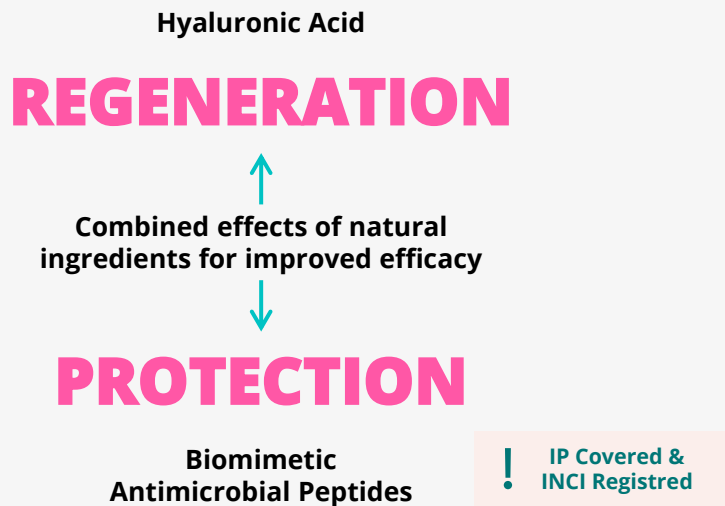 Hyaluronic Acid
REGENERATION
Combined effects of natural
ingredients for improved efficacy
PROTECTION
Biomimetic
Antimicrobial Peptides
! IP Covered &
INCI Registred